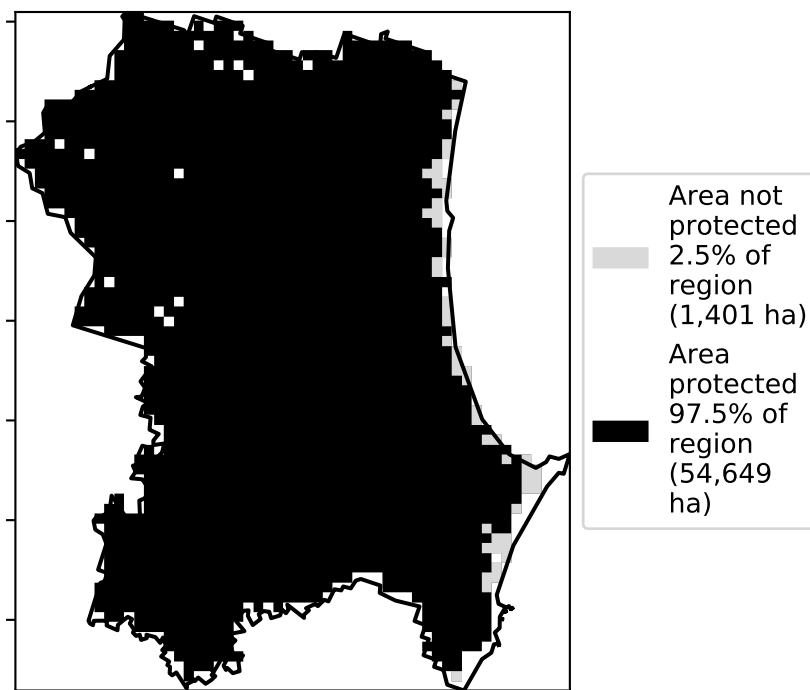 Area not
protected
2.5% of
region
(1,401 ha)
Area
protected
97.5% of
region
(54,649
ha)